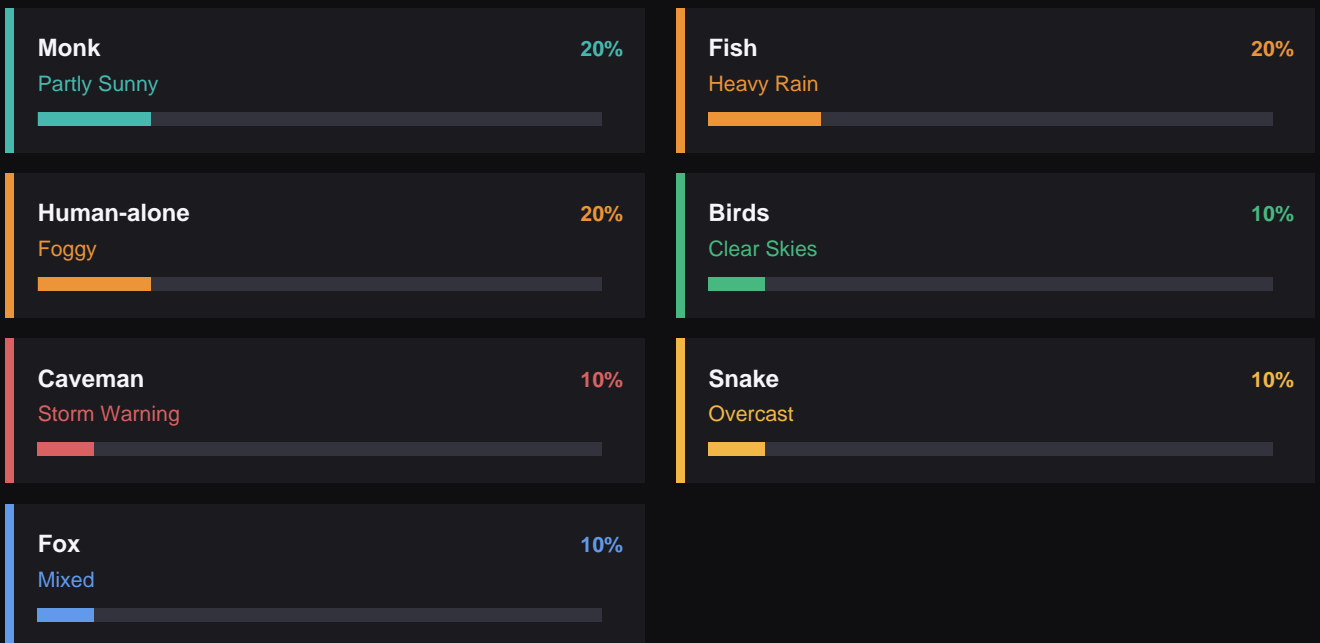 Monk
20%
Partly Sunny
Fish
20%
Heavy Rain
Human-alone
20%
Foggy
Birds
10%
Clear Skies
Caveman
10%
Storm Warning
Snake
10%
Overcast
Fox
10%
Mixed